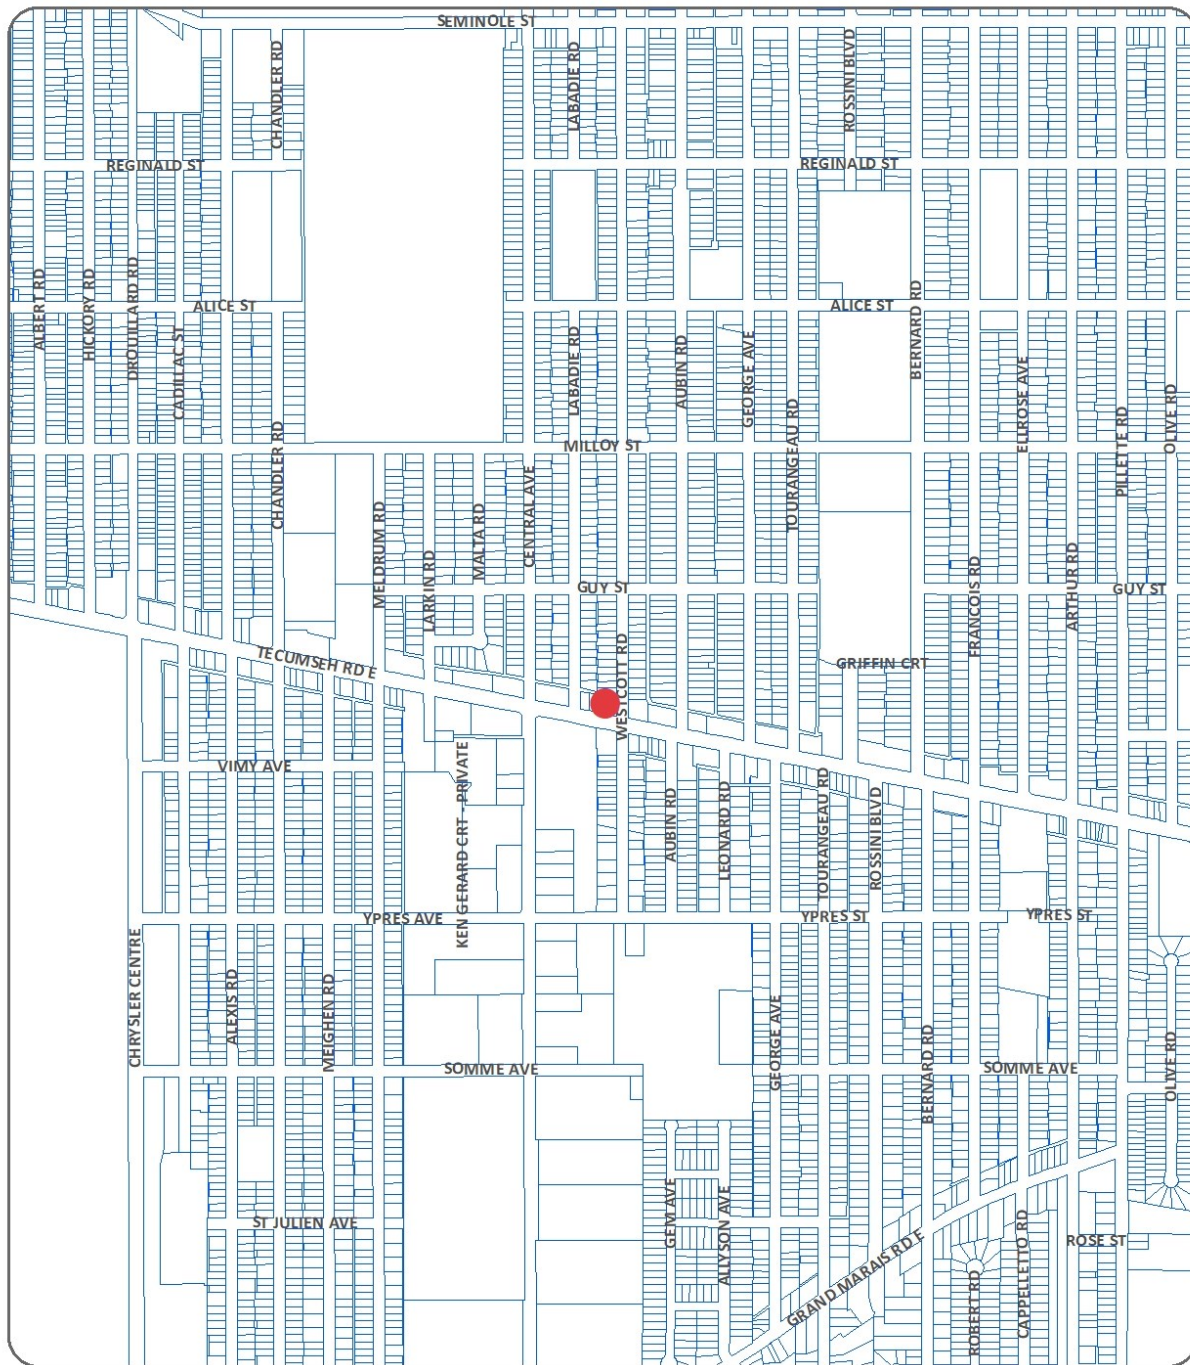 SEMINOLE ST
CHANDLER RD
LABADIE RD
ROSSINI BLVD
REGINALD ST
REGINALD ST
ALBERT RD
HICKORY RD
DROUILLARD RD
CADILLAC ST
ALICE ST
ALICE ST
BERNARD RD
LABADIE RD
AUBIN RD
GEORGE AVE
TOURANGEAU RD
ELLROSE AVE
PILLETTE RD
OLIVE RD
MILLOY ST
CHANDLER RD
MELDRUM RD
LARKIN RD
MALTA RD
CENTRAL AVE
FRANCOIS RD
ARTHUR RD
GUY ST
GUY ST
TECUMSEH RD E
WESTCOTT RD
GRIFFIN CRT
VIMY AVE
KEN GERARD CRT - PRIVATE
AUBIN RD
LEONARD RD
TOURANGEAU RD
ROSSINI BLVD
YPRES AVE
YPRES ST
YPRES ST
CHRYSLER CENTRE
ALEXIS RD
MEIGHEN RD
GEORGE AVE
BERNARD RD
OLIVE RD
SOMME AVE
SOMME AVE
GEM AVE
ALLYSON AVE
ST JULIEN AVE
GRAND MARAIS RD E
ROBERT RD
CAPPELLETTO RD
ROSE ST